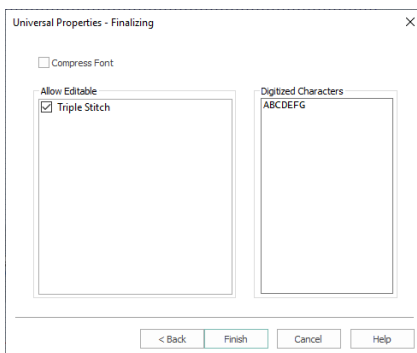 Universal Properties - Finalizing
Compress Font
Allow Editable
Triple Stitch
Digitized Characters
ABCDEFG
< Back
Finish
Cancel
Help